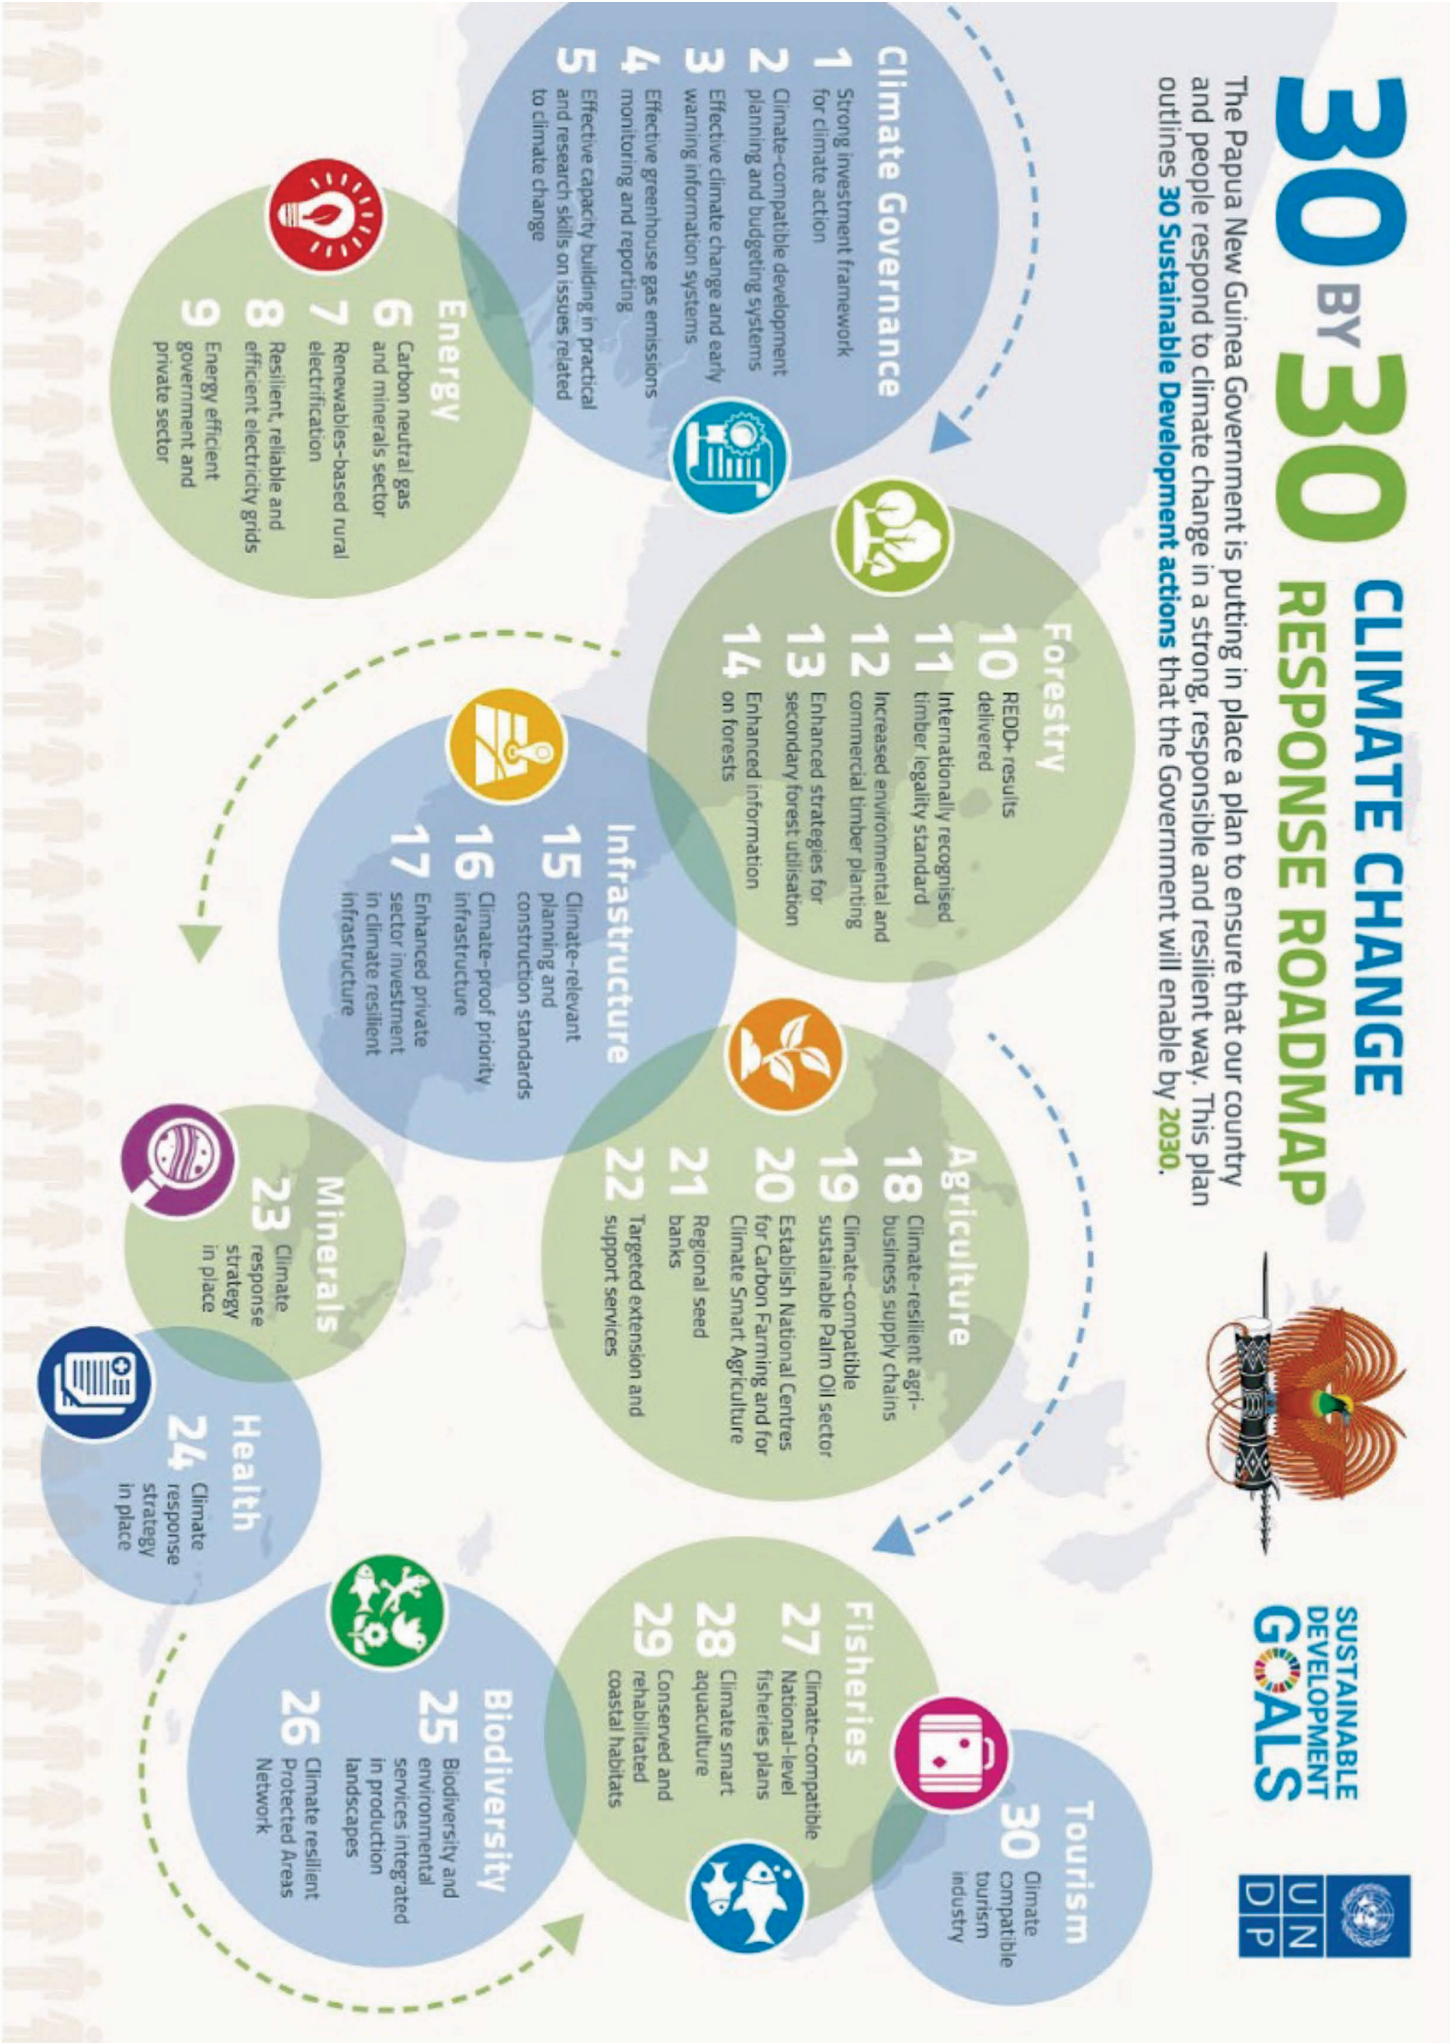 30 BY 30 CLIMATE CHANGE
RESPONSE ROADMAP
The Papua New Guinea Government is putting in place a plan to ensure that our country
and people respond to climate change in a strong, responsible and resilient way. This plan
outlines 30 Sustainable Development actions that the Government will enable by 2030.
SUSTAINABLE
DEVELOPMENT
GOALS
U N
D P
Climate Governance
1 Strong investment framework
for climate action
2 Climate-compatible development
planning and budgeting systems
3 Effective climate change and early
warning information systems
4 Effective greenhouse gas emissions
monitoring and reporting
5 Effective capacity building in practical
and research skills on issues related
to climate change
Energy
6 Carbon neutral gas
and minerals sector
7 Renewables-based rural
electrification
8 Resilient, reliable and
efficient electricity grids
9 Energy efficient
government and
private sector
Forestry
10 REDD+ results
delivered
11 Internationally recognised
timber legality standard
12 Increased environmental and
commercial timber planting
13 Enhanced strategies for
secondary forest utilisation
14 Enhanced information
on forests
Infrastructure
15 Climate-relevant
planning and
construction standards
16 Climate-proof priority
infrastructure
17 Enhanced private
sector investment
in climate resilient
infrastructure
Agriculture
18 Climate-resilient agri-
business supply chains
19 Climate-compatible
sustainable Palm Oil sector
20 Establish National Centres
for Carbon Farming and for
Climate Smart Agriculture
21 Regional seed
banks
22 Targeted extension and
support services
Minerals
23 Climate
response
strategy
in place
Health
24 Climate
response
strategy
in place
Biodiversity
25 Biodiversity and
environmental
services integrated
in production
landscapes
26 Climate resilient
Protected Areas
Network
Fisheries
27 Climate-compatible
National-level
fisheries plans
28 Climate smart
aquaculture
29 Conserved and
rehabilitated
coastal habitats
Tourism
30 Climate
compatible
tourism
industry